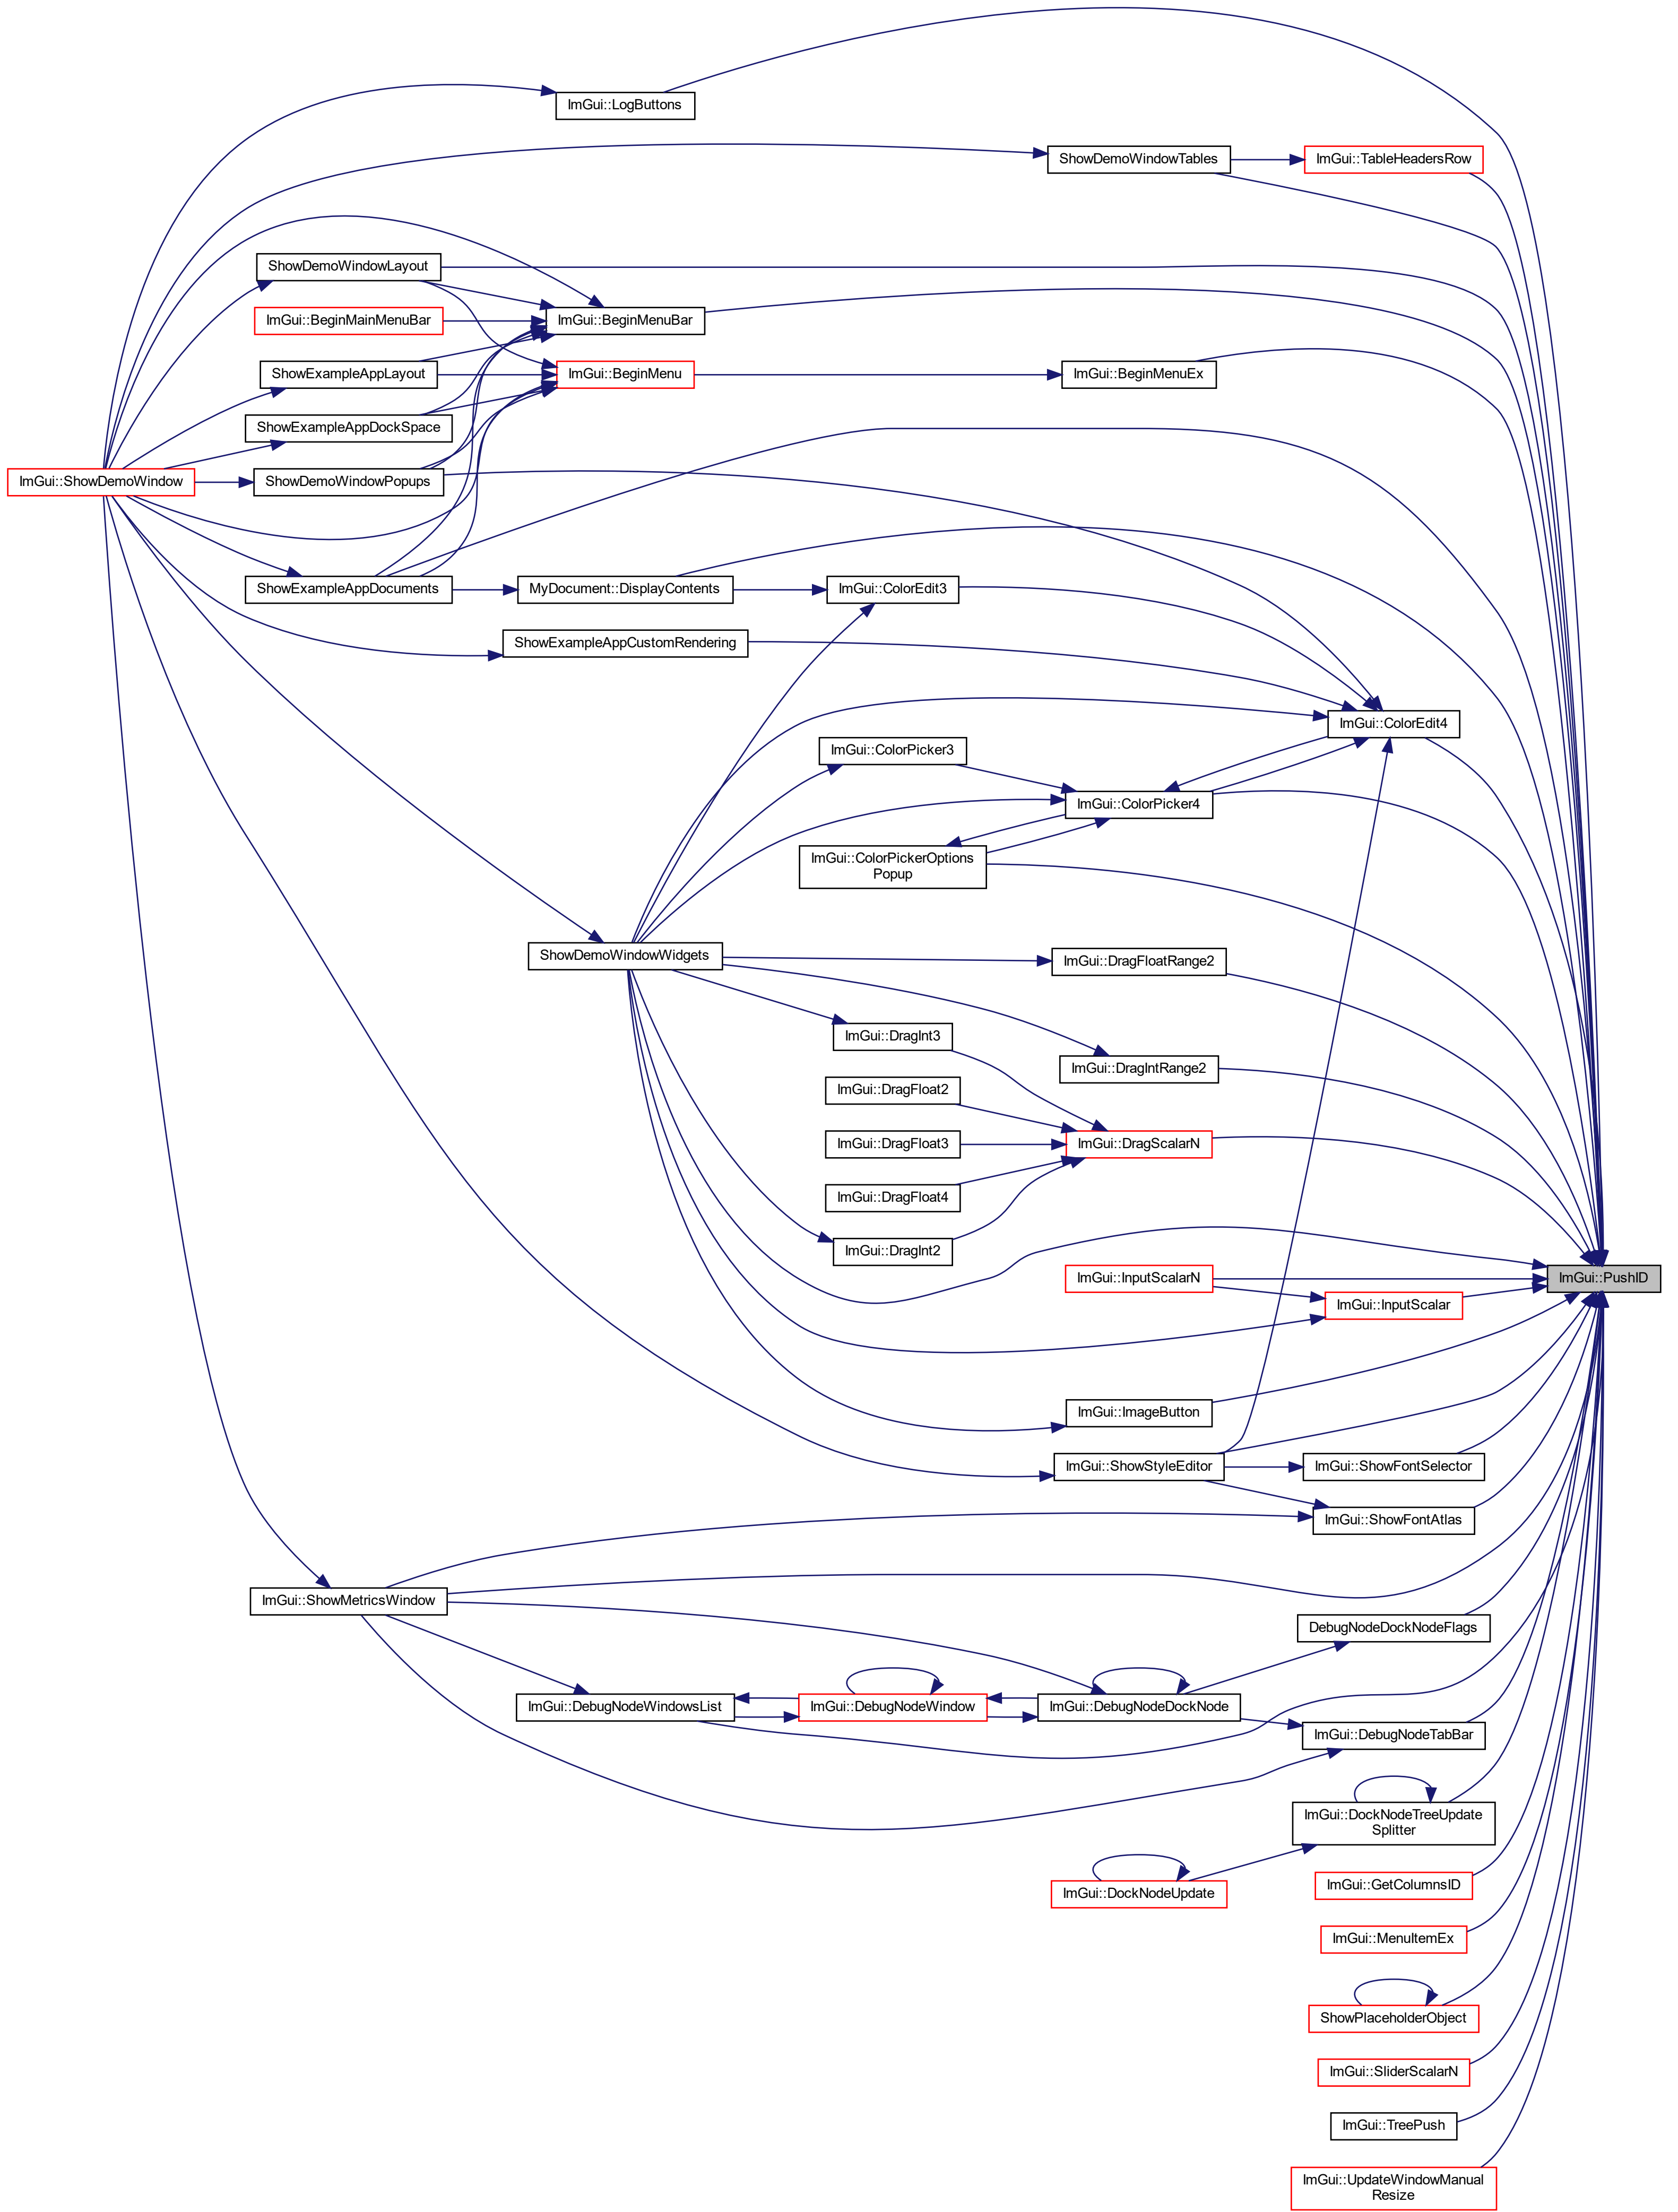 ImGui::LogButtons
ShowDemoWindowTables
ImGui::TableHeadersRow
ShowDemoWindowLayout
ImGui::BeginMainMenuBar
ImGui::BeginMenuBar
ShowExampleAppLayout
ImGui::BeginMenu
ImGui::BeginMenuEx
ShowExampleAppDockSpace
ImGui::ShowDemoWindow
ShowDemoWindowPopups
ShowExampleAppDocuments
MyDocument::DisplayContents
ImGui::ColorEdit3
ShowExampleAppCustomRendering
ImGui::ColorEdit4
ImGui::ColorPicker3
ImGui::ColorPicker4
ImGui::ColorPickerOptions
Popup
ShowDemoWindowWidgets
ImGui::DragFloatRange2
ImGui::DragInt3
ImGui::DragIntRange2
ImGui::DragFloat2
ImGui::DragFloat3
ImGui::DragScalarN
ImGui::DragFloat4
ImGui::DragInt2
ImGui::InputScalarN
ImGui::PushID
ImGui::InputScalar
ImGui::ImageButton
ImGui::ShowStyleEditor
ImGui::ShowFontSelector
ImGui::ShowFontAtlas
ImGui::ShowMetricsWindow
DebugNodeDockNodeFlags
ImGui::DebugNodeWindowsList
ImGui::DebugNodeWindow
ImGui::DebugNodeDockNode
ImGui::DebugNodeTabBar
ImGui::DockNodeTreeUpdate
Splitter
ImGui::DockNodeUpdate
ImGui::GetColumnsID
ImGui::MenuItemEx
ShowPlaceholderObject
ImGui::SliderScalarN
ImGui::TreePush
ImGui::UpdateWindowManual
Resize